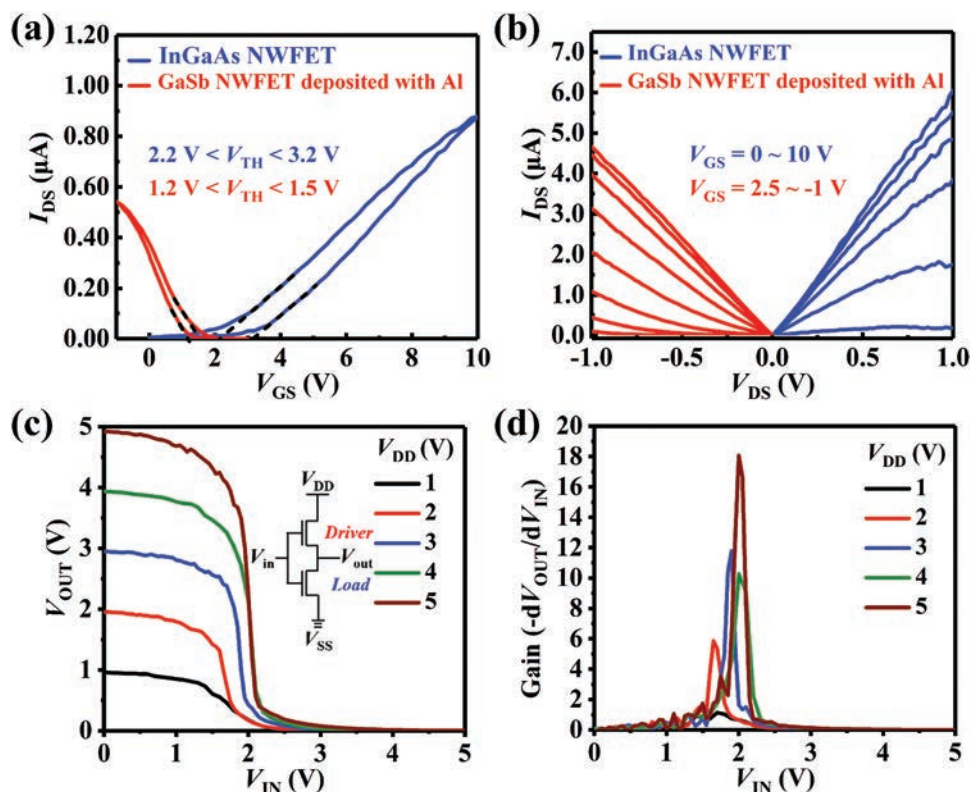 (a)
1.20
1.00
0.80
0.60
0.40
0.20
0.00
I_DS (μA)
InGaAs NWFET
GaSb NWFET deposited with Al
2.2 V < V_TH < 3.2 V
1.2 V < V_TH < 1.5 V
0 2 4 6 8 10
V_GS (V)
(b)
7.0
6.0
5.0
4.0
3.0
2.0
1.0
0.0
I_DS (μA)
InGaAs NWFET
GaSb NWFET deposited with Al
V_GS = 0 ~ 10 V
V_GS = 2.5 ~ -1 V
-1.0 -0.5 0.0 0.5 1.0
V_DS (V)
(c)
5
4
3
2
1
0
V_OUT (V)
V_DD
Driver
V_in
V_out
Load
V_SS
V_DD (V)
1
2
3
4
5
0 1 2 3 4 5
V_IN (V)
(d)
20
18
16
14
12
10
8
6
4
2
0
Gain (-dV_OUT/dV_IN)
V_DD (V)
1
2
3
4
5
0 1 2 3 4 5
V_IN (V)